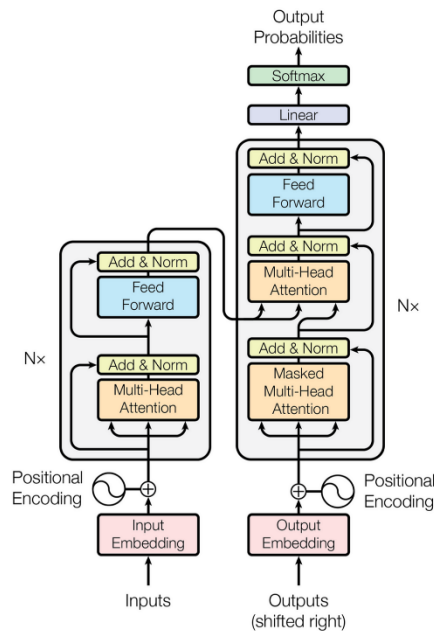 Output
Probabilities
Softmax
Linear
Add & Norm
Feed
Forward
Add & Norm
Multi-Head
Attention
Add & Norm
Masked
Multi-Head
Attention
N×
Positional
Encoding
Output
Embedding
Outputs
(shifted right)
Add & Norm
Feed
Forward
Add & Norm
Multi-Head
Attention
N×
Positional
Encoding
Input
Embedding
Inputs